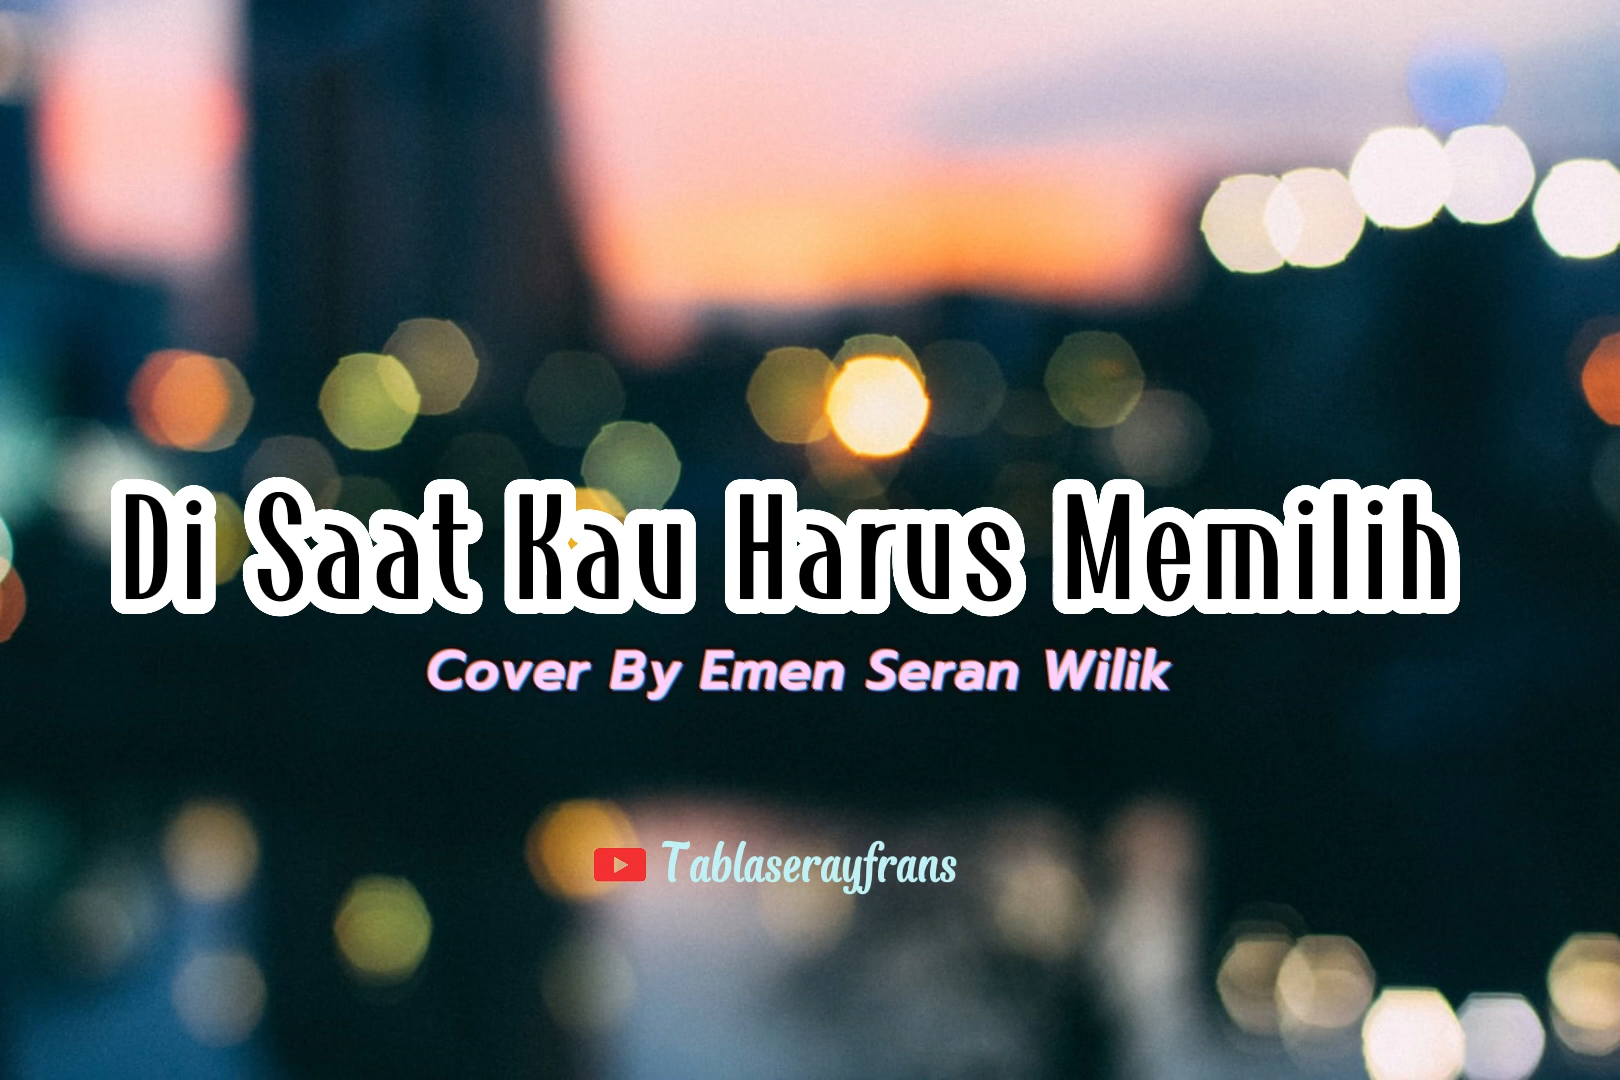 Di Saat Kau Harus Memilih
Cover By Emen Seran Wilik
Tablaserayfrans